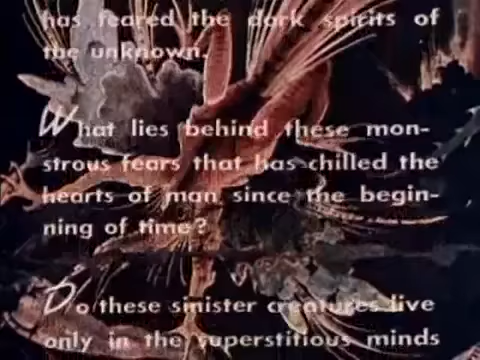 has feared the dark spirits of
the unknown.
What lies behind these mon-
strous fears that has chilled the
hearts of man since the begin-
ning of time?
Do these sinister creatures live
only in the superstitious minds